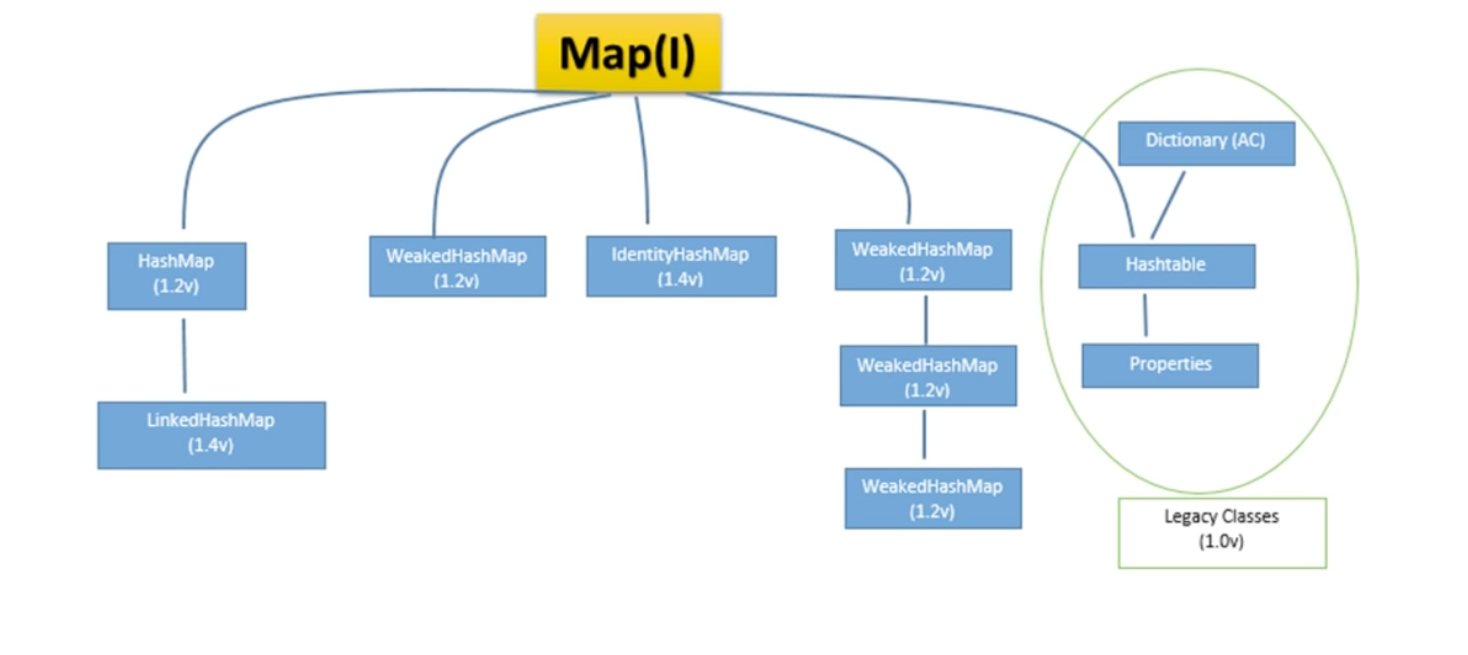 Map(I)
Dictionary (AC)
HashMap
(1.2v)
WeakedHashMap
(1.2v)
IdentityHashMap
(1.4v)
WeakedHashMap
(1.2v)
Hashtable
WeakedHashMap
(1.2v)
Properties
LinkedHashMap
(1.4v)
WeakedHashMap
(1.2v)
Legacy Classes
(1.0v)